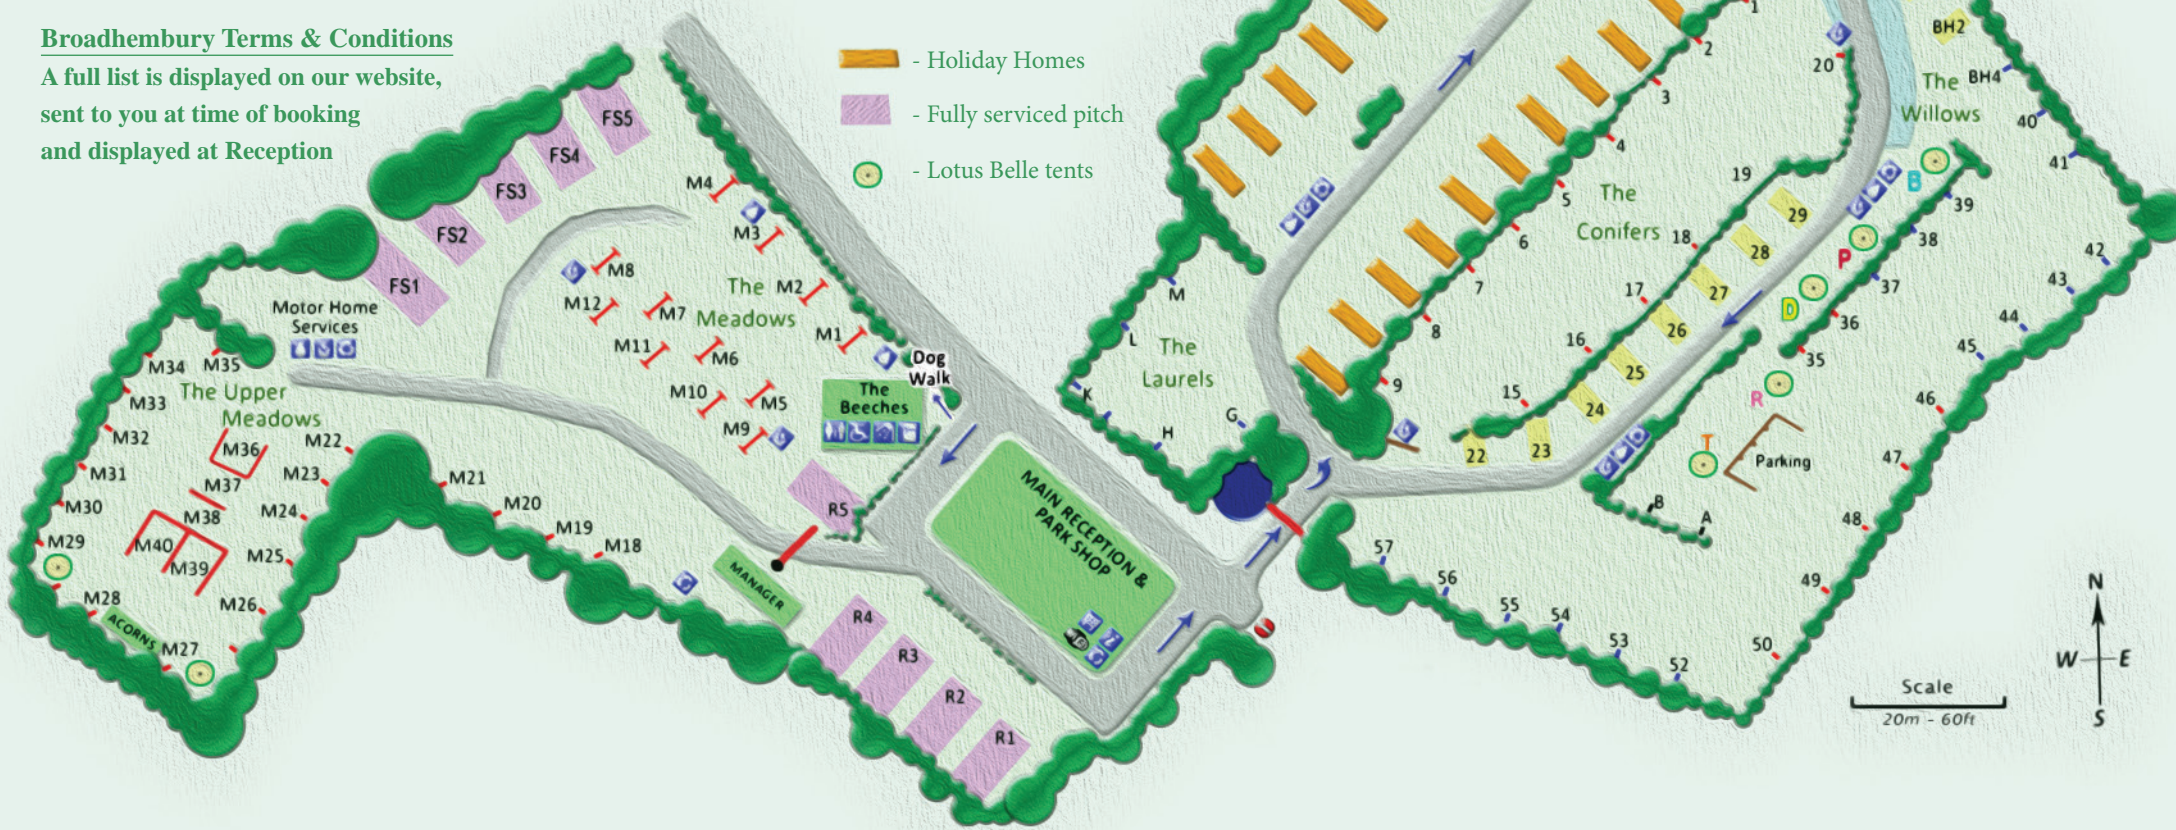 Broadhembury Terms & Conditions
A full list is displayed on our website,
sent to you at time of booking
and displayed at Reception
- Holiday Homes
- Fully serviced pitch
- Lotus Belle tents
FS5
FS4
FS3
FS2
FS1
Motor Home
Services
The Upper
Meadows
M34
M35
M33
M32
M31
M30
M29
M28
M27
M26
M25
M24
M23
M22
M36
M37
M38
M40
M39
ACORNS
M21
M20
M19
M18
The
Meadows
M4
M3
M2
M1
M8
M12
M7
M11
M6
M10
M5
M9
Dog
Walk
The
Beeches
R5
MANAGER
R4
R3
R2
R1
MAIN RECEPTION &
PARK SHOP
The
Laurels
M
L
K
H
G
The
Conifers
1
2
3
4
5
6
7
8
9
15
16
17
18
19
20
22
23
24
25
26
27
28
29
The
Willows
BH2
BH4
B
P
D
R
T
Parking
B
A
35
36
37
38
39
40
41
42
43
44
45
46
47
48
49
50
52
53
54
55
56
57
N
W
E
S
Scale
20m - 60ft